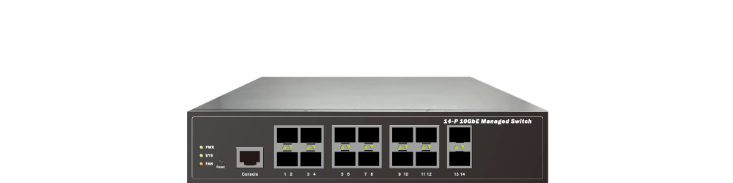 14-P 10GbE Managed Switch
PWR
SYS
FAN
Reset
Console
1 2 3 4 5 6 7 8 9 10 11 12 13 14